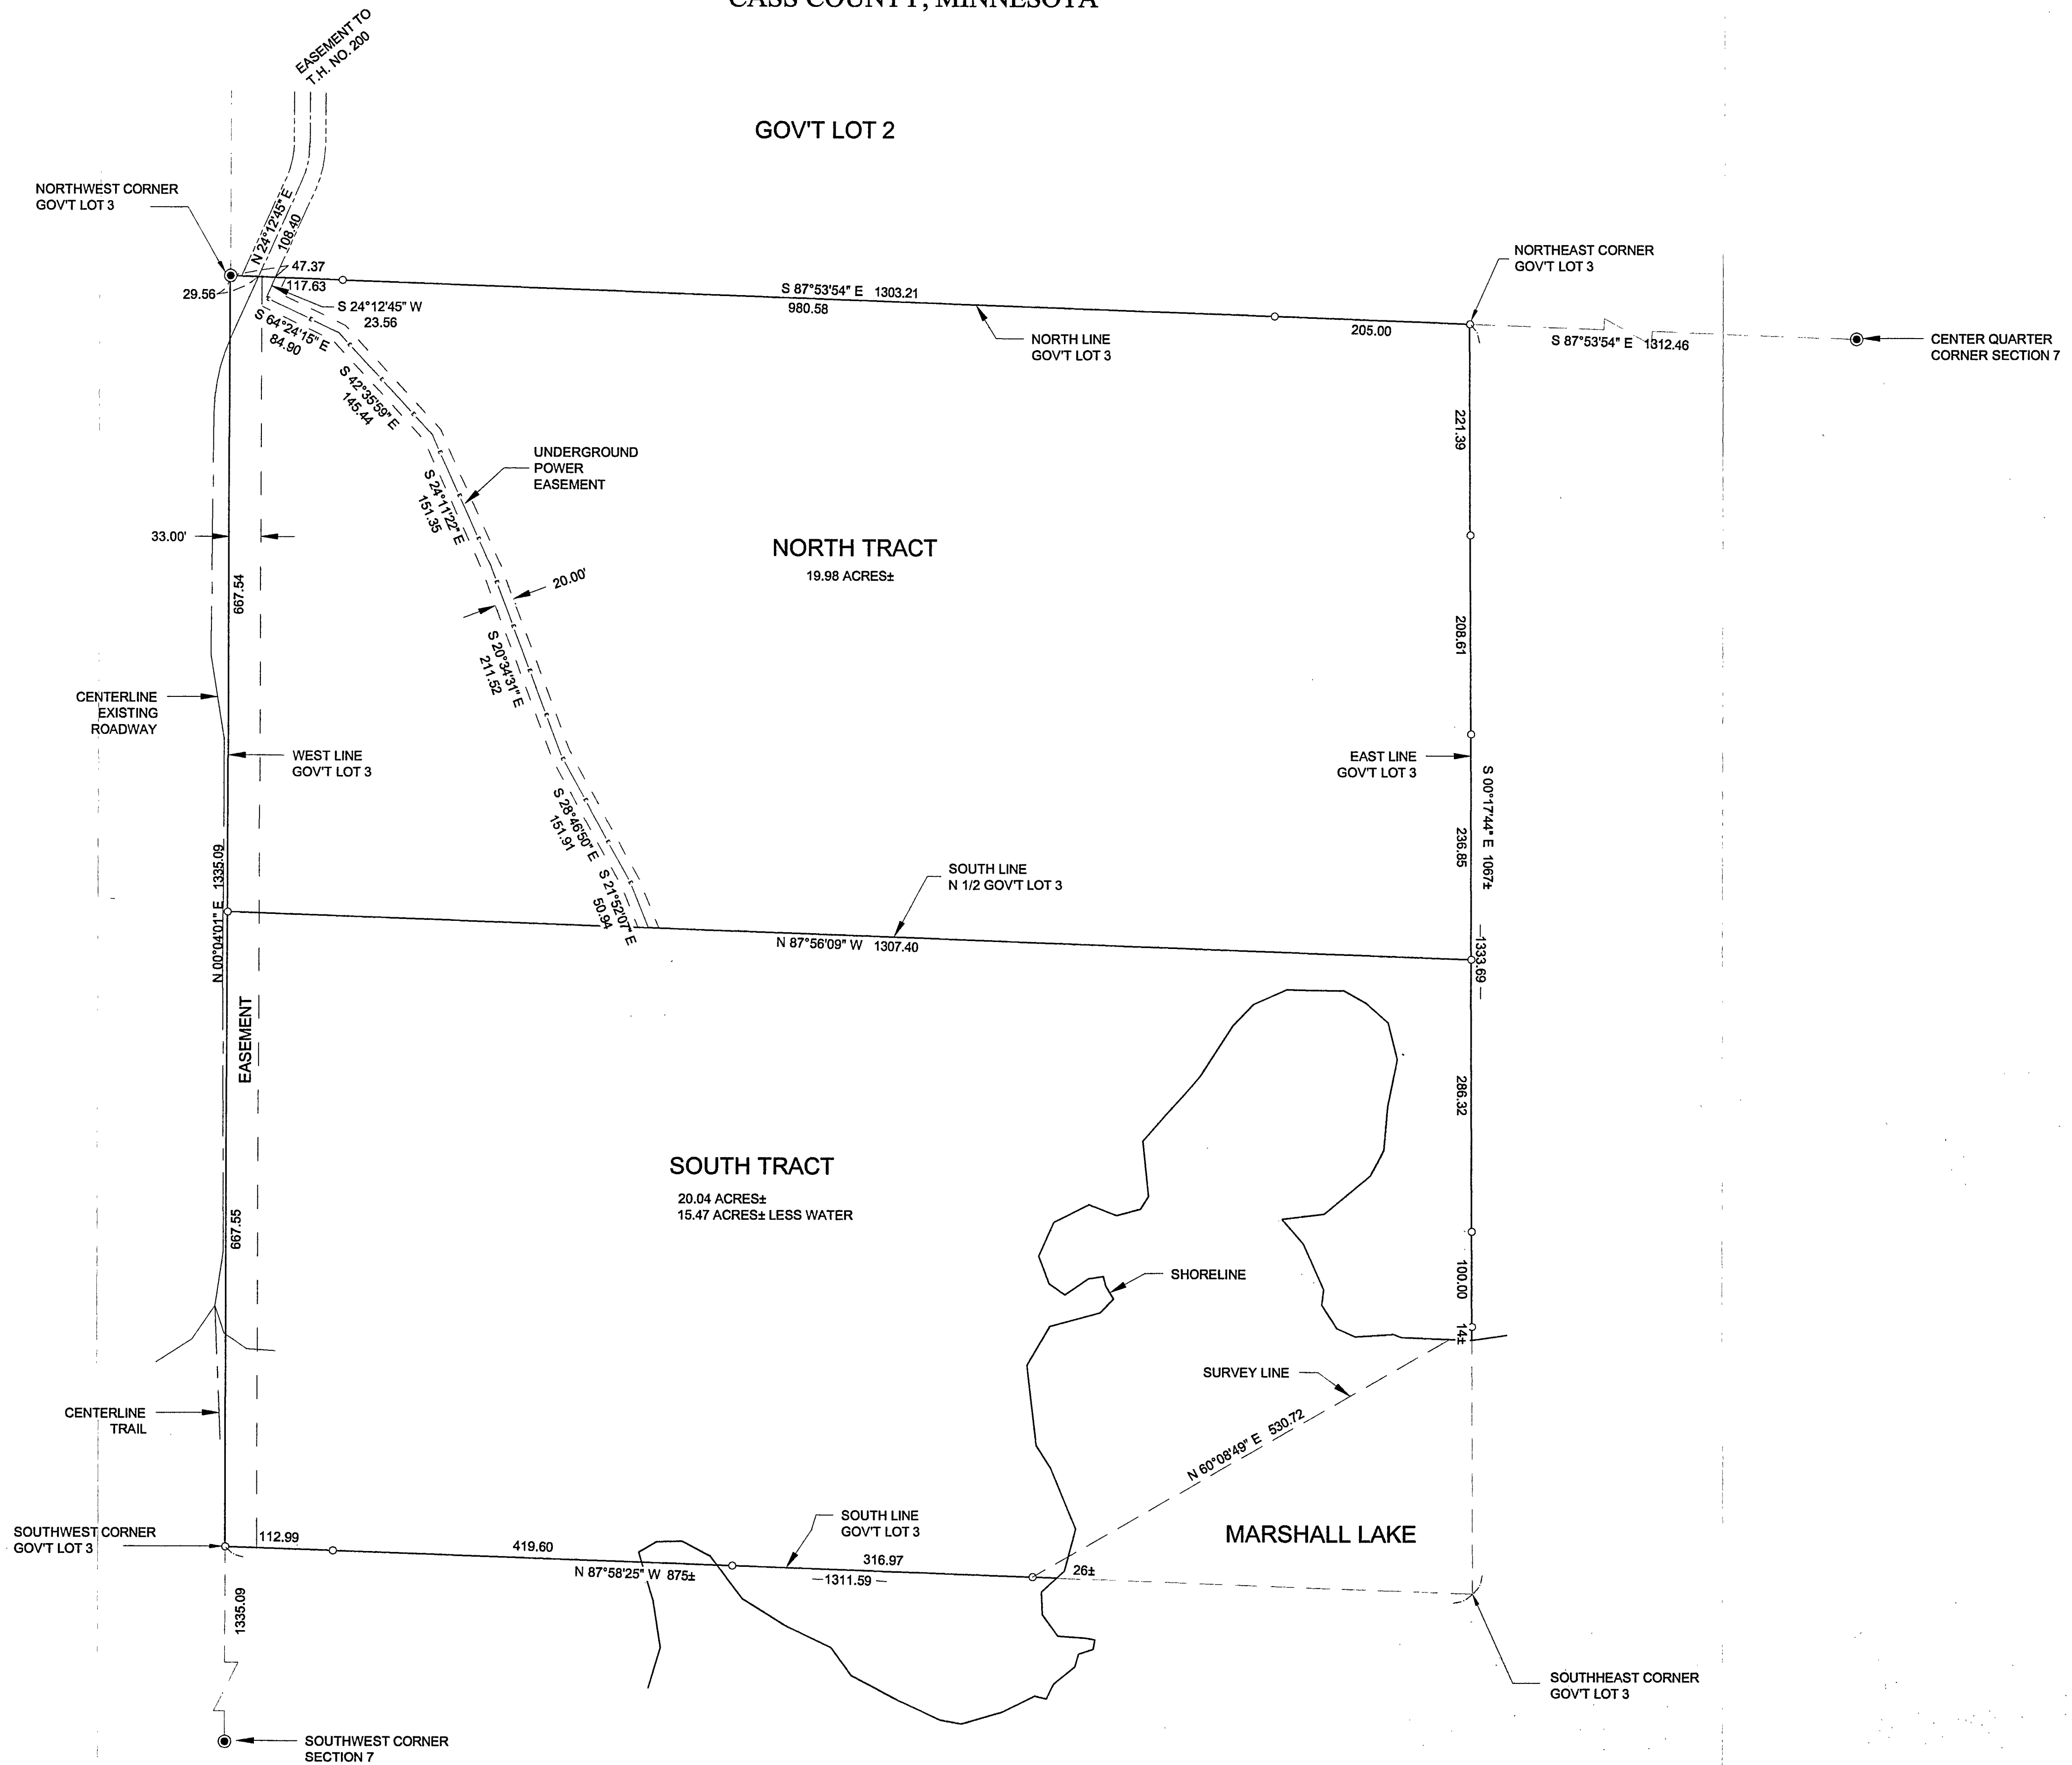 CASS COUNTY, MINNESOTA
EASEMENT TO
T.H. NO. 200
GOV'T LOT 2
NORTHWEST CORNER
GOV'T LOT 3
N 24°12'45" E
108.40
47.37
117.63
29.56
S 24°12'45" W
23.56
S 64°24'15" E
84.90
S 87°53'54" E 1303.21
980.58
NORTH LINE
GOV'T LOT 3
205.00
NORTHEAST CORNER
GOV'T LOT 3
S 87°53'54" E 1312.46
CENTER QUARTER
CORNER SECTION 7
S 42°35'59" E
145.44
221.39
UNDERGROUND
POWER
EASEMENT
S 24°11'22" E
151.35
33.00'
NORTH TRACT
19.98 ACRES±
20.00'
667.54
208.61
S 20°34'31" E
211.52
CENTERLINE
EXISTING
ROADWAY
WEST LINE
GOV'T LOT 3
EAST LINE
GOV'T LOT 3
S 00°17'44" E 1067±
236.85
S 28°46'50" E
151.91
N 00°04'01" E 1335.09
S 21°52'07" E
50.94
SOUTH LINE
N 1/2 GOV'T LOT 3
N 87°56'09" W 1307.40
—1333.69—
EASEMENT
286.32
SOUTH TRACT
20.04 ACRES±
15.47 ACRES± LESS WATER
667.55
SHORELINE
100.00
14±
SURVEY LINE
CENTERLINE
TRAIL
N 60°08'49" E 530.72
SOUTHWEST CORNER
GOV'T LOT 3
112.99
419.60
N 87°58'25" W 875±
SOUTH LINE
GOV'T LOT 3
316.97
—1311.59—
26±
MARSHALL LAKE
1335.09
SOUTHHEAST CORNER
GOV'T LOT 3
SOUTHWEST CORNER
SECTION 7